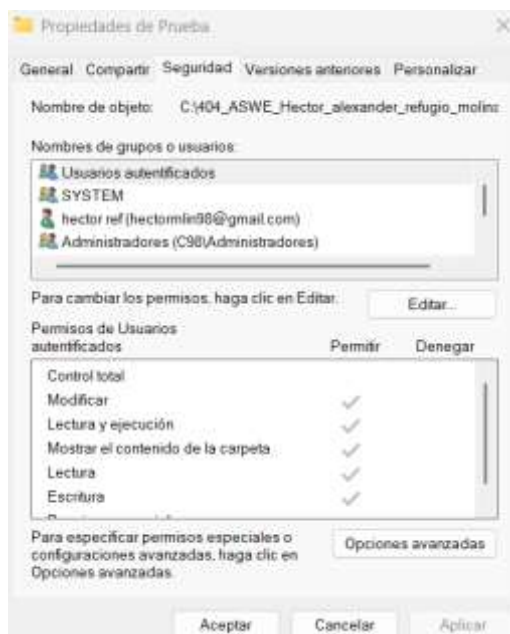 Propiedades de Prueba
General Compartir Seguridad Versiones anteriores Personalizar
Nombre de objeto: C:\404_ASWE_Hector_alexander_refugio_molina
Nombres de grupos o usuarios:
Usuarios autentificados
SYSTEM
hector ref (hectormlin98@gmail.com)
Administradores (C98\Administradores)
Para cambiar los permisos, haga clic en Editar.
Editar...
Permisos de Usuarios
autentificados
Permitir Denegar
Control total
Modificar
Lectura y ejecución
Mostrar el contenido de la carpeta
Lectura
Escritura
Para especificar permisos especiales o
configuraciones avanzadas, haga clic en
Opciones avanzadas.
Opciones avanzadas
Aceptar Cancelar Aplicar